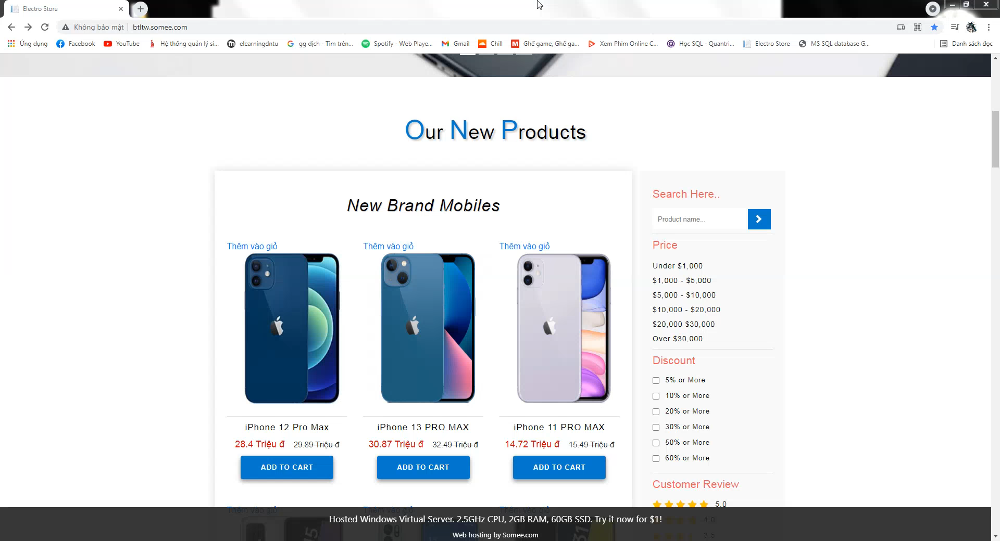 Electro Store
Không bảo mật
btltw.somee.com
Ứng dụng
Facebook
YouTube
Hệ thống quản lý si...
elearningdntu
gg dịch - Tìm trên...
Spotify - Web Playe...
Gmail
Chill
Ghế game, Ghế ga...
Xem Phim Online C...
Học SQL - Quantri...
Electro Store
MS SQL database G...
Danh sách đọc
Our New Products
New Brand Mobiles
Thêm vào giỏ
Thêm vào giỏ
Thêm vào giỏ
iPhone 12 Pro Max
iPhone 13 PRO MAX
iPhone 11 PRO MAX
28.4 Triệu đ 29.89 Triệu đ
30.87 Triệu đ 32.49 Triệu đ
14.72 Triệu đ 15.49 Triệu đ
ADD TO CART
ADD TO CART
ADD TO CART
Thêm vào giỏ
Thêm vào giỏ
Thêm vào giỏ
Search Here..
Product name...
Price
Under $1,000
$1,000 - $5,000
$5,000 - $10,000
$10,000 - $20,000
$20,000 $30,000
Over $30,000
Discount
5% or More
10% or More
20% or More
30% or More
50% or More
60% or More
Customer Review
5.0
4.0
3.5
Hosted Windows Virtual Server. 2.5GHz CPU, 2GB RAM, 60GB SSD. Try it now for $1!
Web hosting by Somee.com